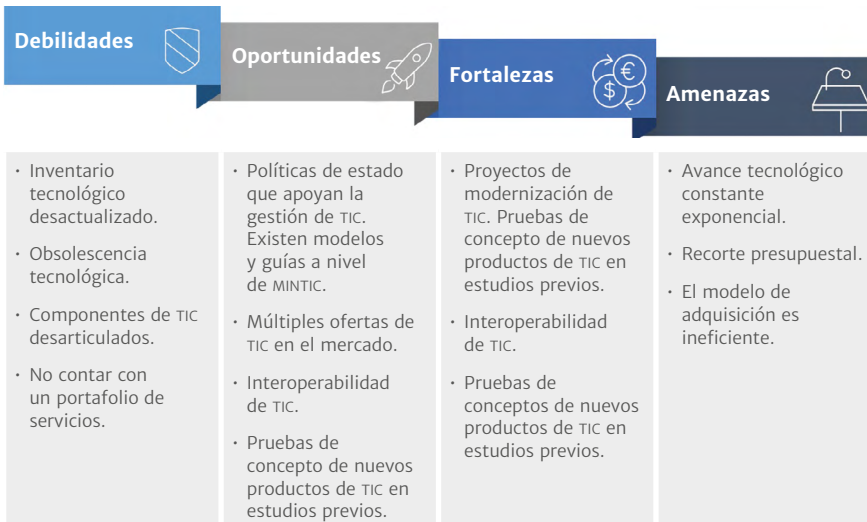 Debilidades
Oportunidades
Fortalezas
Amenazas
· Inventario
tecnológico
desactualizado.
· Obsolescencia
tecnológica.
· Componentes de TIC
desarticulados.
· No contar con
un portafolio de
servicios.
· Políticas de estado
que apoyan la
gestión de TIC.
Existen modelos
y guías a nivel
de MINTIC.
· Múltiples ofertas de
TIC en el mercado.
· Interoperabilidad
de TIC.
· Pruebas de
concepto de nuevos
productos de TIC en
estudios previos.
· Proyectos de
modernización de
TIC. Pruebas de
concepto de nuevos
productos de TIC en
estudios previos.
· Interoperabilidad
de TIC.
· Pruebas de
conceptos de nuevos
productos de TIC en
estudios previos.
· Avance tecnológico
constante
exponencial.
· Recorte presupuestal.
· El modelo de
adquisición es
ineficiente.